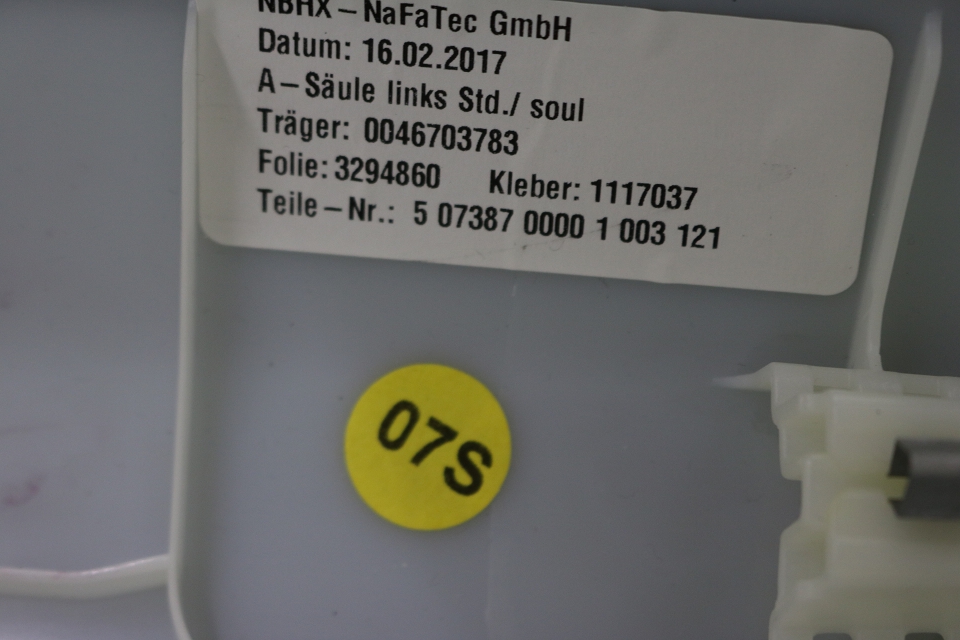 NBHX – NaFaTec GmbH
Datum: 16.02.2017
A – Säule links Std./ soul
Träger: 0046703783
Folie: 3294860 Kleber: 1117037
Teile – Nr.: 5 07387 0000 1 003 121
07S